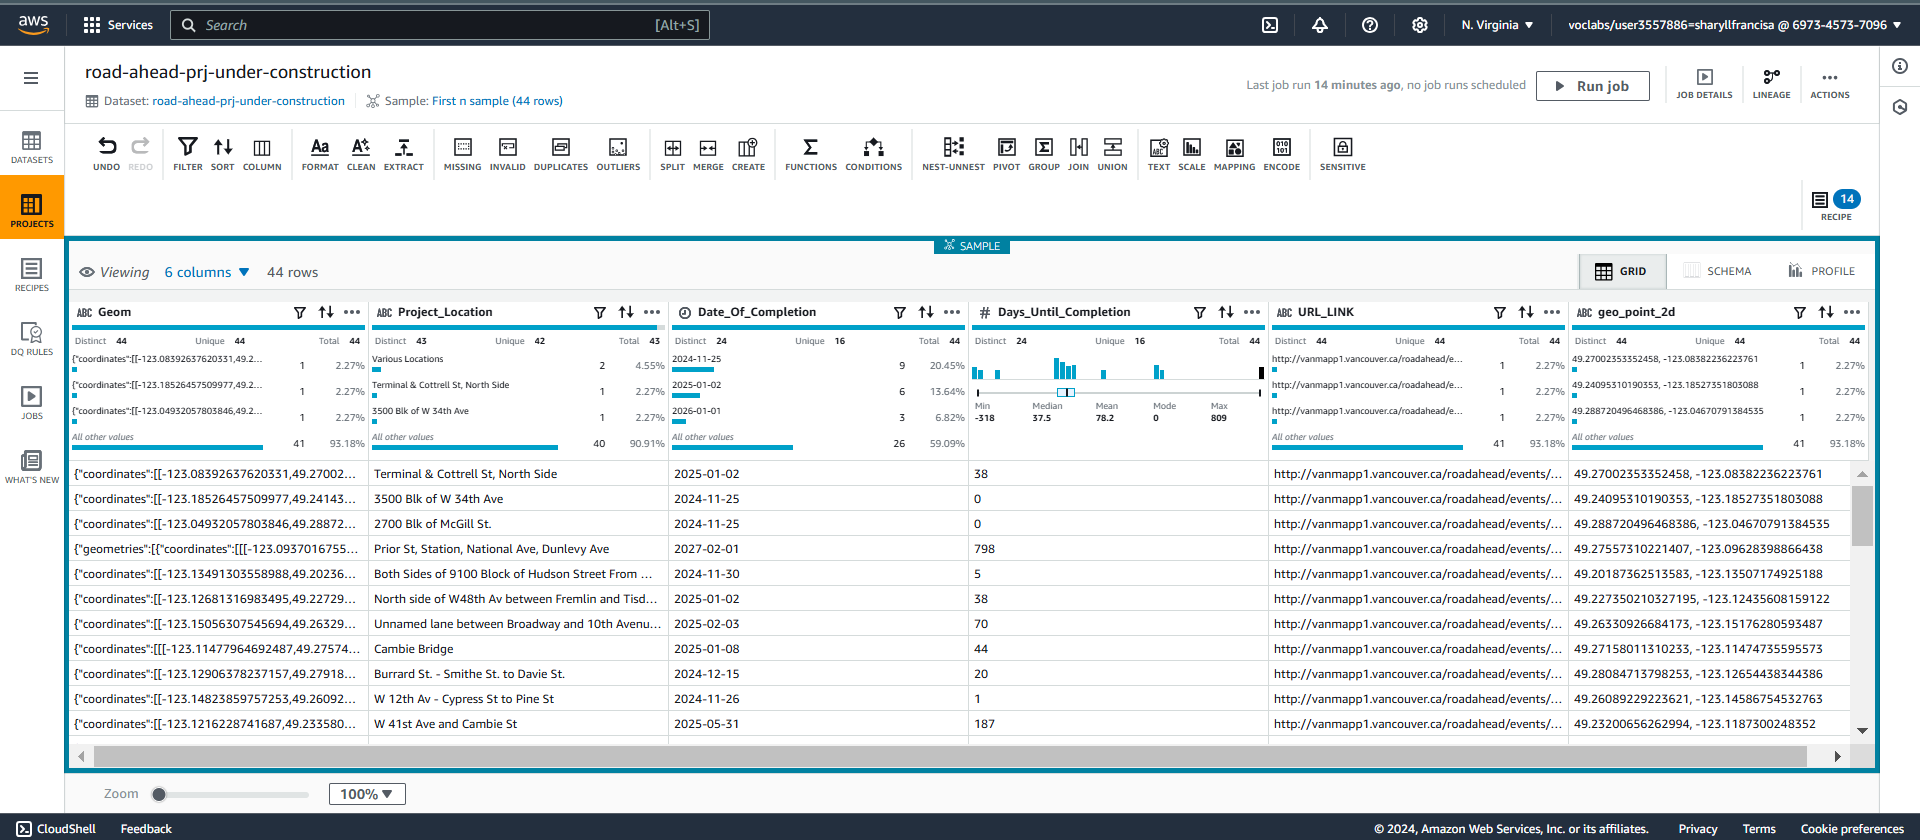 aws
Services
Search
[Alt+S]
N. Virginia
voclabs/user3557886=sharyllfrancisa @ 6973-4573-7096
road-ahead-prj-under-construction
Dataset: road-ahead-prj-under-construction
Sample: First n sample (44 rows)
Last job run 14 minutes ago, no job runs scheduled
Run job
JOB DETAILS
LINEAGE
ACTIONS
DATASETS
PROJECTS
RECIPES
DQ RULES
JOBS
WHAT'S NEW
UNDO REDO FILTER SORT COLUMN FORMAT CLEAN EXTRACT MISSING INVALID DUPLICATES OUTLIERS SPLIT MERGE CREATE FUNCTIONS CONDITIONS NEST-UNNEST PIVOT GROUP JOIN UNION TEXT SCALE MAPPING ENCODE SENSITIVE
14
RECIPE
SAMPLE
Viewing 6 columns 44 rows
GRID SCHEMA PROFILE
ABC Geom
Distinct 44 Unique 44 Total 44
{"coordinates":[[-123.08392637620331,49.2... 1 2.27%
{"coordinates":[[-123.18526457509977,49.... 1 2.27%
{"coordinates":[[-123.04932057803846,49.... 1 2.27%
All other values 41 93.18%
ABC Project_Location
Distinct 43 Unique 42 Total 43
Various Locations 2 4.55%
Terminal & Cottrell St, North Side 1 2.27%
3500 Blk of W 34th Ave 1 2.27%
All other values 40 90.91%
Date_Of_Completion
Distinct 24 Unique 16 Total 44
2024-11-25 9 20.45%
2025-01-02 6 13.64%
2026-01-01 3 6.82%
All other values 26 59.09%
# Days_Until_Completion
Distinct 24 Unique 16 Total 44
Min Median Mean Mode Max
-318 37.5 78.2 0 809
ABC URL_LINK
Distinct 44 Unique 44 Total 44
http://vanmapp1.vancouver.ca/roadahead/e... 1 2.27%
http://vanmapp1.vancouver.ca/roadahead/e... 1 2.27%
http://vanmapp1.vancouver.ca/roadahead/e... 1 2.27%
All other values 41 93.18%
ABC geo_point_2d
Distinct 44 Unique 44 Total 44
49.27002353352458, -123.08382236223761 1 2.27%
49.24095310190353, -123.18527351803088 1 2.27%
49.288720496468386, -123.04670791384535 1 2.27%
All other values 41 93.18%
{"coordinates":[[-123.08392637620331,49.27002... Terminal & Cottrell St, North Side 2025-01-02 38 http://vanmapp1.vancouver.ca/roadahead/events/... 49.27002353352458, -123.08382236223761
{"coordinates":[[-123.18526457509977,49.24143... 3500 Blk of W 34th Ave 2024-11-25 0 http://vanmapp1.vancouver.ca/roadahead/events/... 49.24095310190353, -123.18527351803088
{"coordinates":[[-123.04932057803846,49.28872... 2700 Blk of McGill St. 2024-11-25 0 http://vanmapp1.vancouver.ca/roadahead/events/... 49.288720496468386, -123.04670791384535
{"geometries":[{"coordinates":[[[-123.0937016755... Prior St, Station, National Ave, Dunlevy Ave 2027-02-01 798 http://vanmapp1.vancouver.ca/roadahead/events/... 49.27557310221407, -123.09628398866438
{"coordinates":[[-123.13491303558988,49.20236... Both Sides of 9100 Block of Hudson Street From ... 2024-11-30 5 http://vanmapp1.vancouver.ca/roadahead/events/... 49.20187362513583, -123.13507174925188
{"coordinates":[[-123.12681316983495,49.22729... North side of W48th Av between Fremlin and Tisd... 2025-01-02 38 http://vanmapp1.vancouver.ca/roadahead/events/... 49.227350210327195, -123.12435608159122
{"coordinates":[[-123.15056307545694,49.26329... Unnamed lane between Broadway and 10th Avenu... 2025-02-03 70 http://vanmapp1.vancouver.ca/roadahead/events/... 49.26330926684173, -123.15176280593487
{"coordinates":[[[-123.11477964692487,49.27574... Cambie Bridge 2025-01-08 44 http://vanmapp1.vancouver.ca/roadahead/events/... 49.27158011310233, -123.11474735595573
{"coordinates":[[-123.12906378237157,49.27918... Burrard St. - Smithe St. to Davie St. 2024-12-15 20 http://vanmapp1.vancouver.ca/roadahead/events/... 49.28084713798253, -123.12654438344386
{"coordinates":[[-123.14823859757253,49.26092... W 12th Av - Cypress St to Pine St 2024-11-26 1 http://vanmapp1.vancouver.ca/roadahead/events/... 49.26089229223621, -123.14586754532763
{"coordinates":[[-123.1216228741687,49.233580... W 41st Ave and Cambie St 2025-05-31 187 http://vanmapp1.vancouver.ca/roadahead/events/... 49.23200656262994, -123.1187300248352
Zoom 100%
CloudShell Feedback © 2024, Amazon Web Services, Inc. or its affiliates. Privacy Terms Cookie preferences